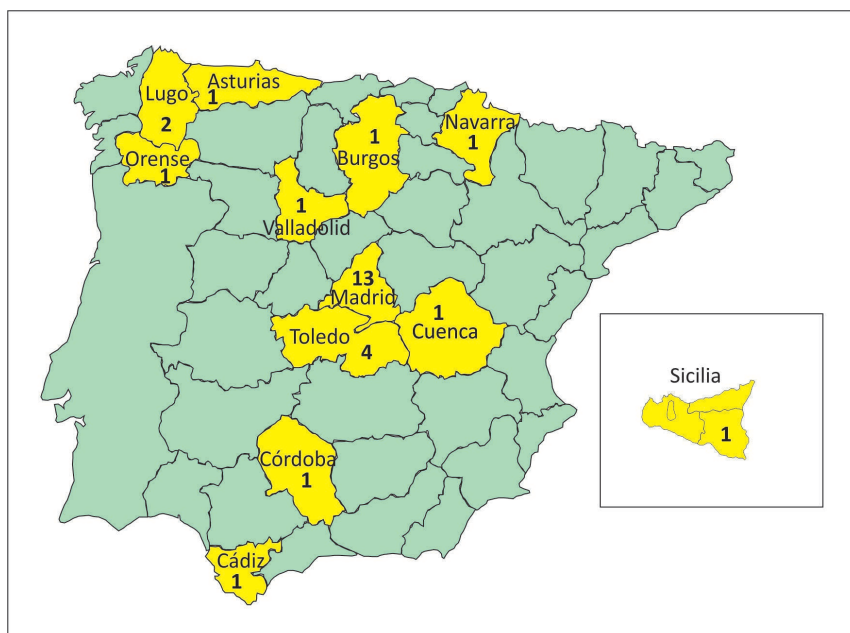 Asturias
1
Lugo
2
Orense
1
1
Burgos
Navarra
1
1
Valladolid
13
Madrid
1
Cuenca
Toledo
4
Sicilia
1
Córdoba
1
Cádiz
1